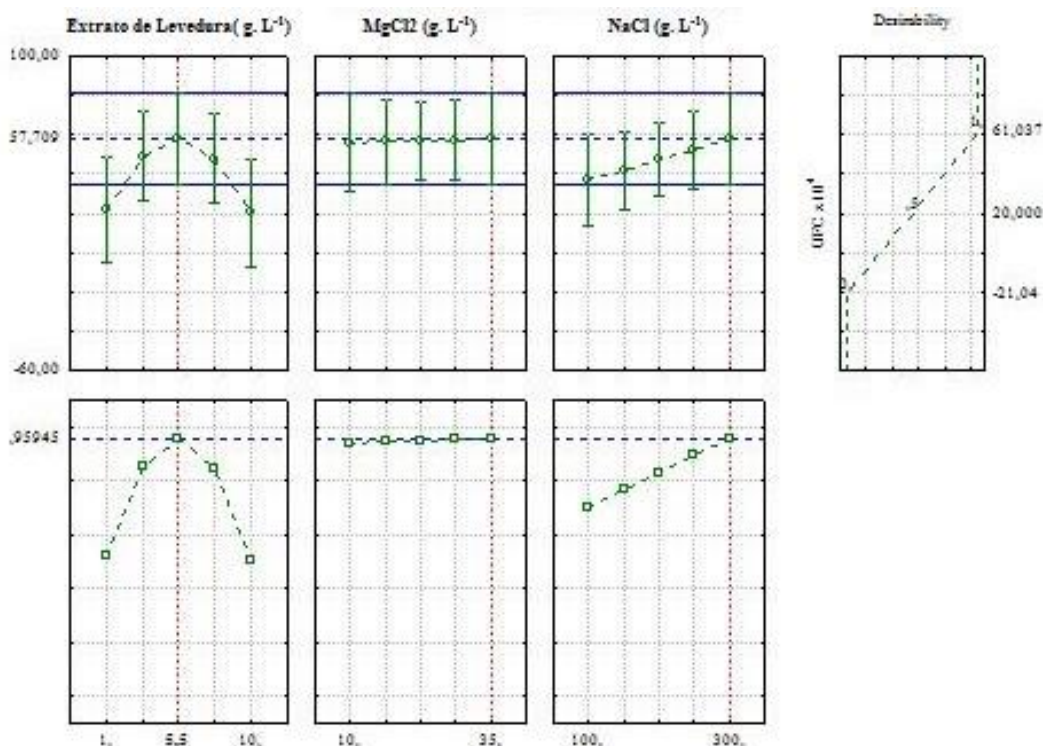 Extrato de Levedura( g. L-1)
MgCl2 (g. L-1)
NaCl (g. L-1)
Desirability
100,00
57,709
-60,00
61,037
20,000
-21,04
UFC x10⁴
,95945
1, 5,5 10,
10, 35,
100, 300,